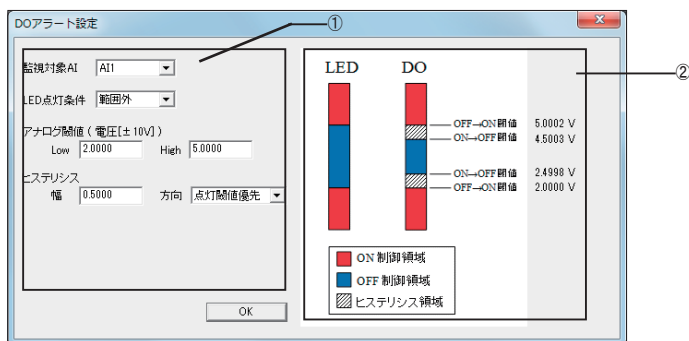 DOアラート設定
①
監視対象AI AI1
LED点灯条件 範囲外
アナログ閾値 ( 電圧[± 10V] )
Low 2.0000 High 5.0000
ヒステリシス
幅 0.5000 方向 点灯閾値優先
OK
②
LED DO
OFF→ON閾値 5.0002 V
ON→OFF閾値 4.5003 V
ON→OFF閾値 2.4998 V
OFF→ON閾値 2.0000 V
ON 制御領域
OFF 制御領域
ヒステリシス領域